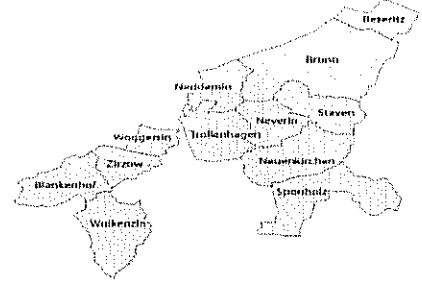 Beseritz
Brunn
Neddemin
Staven
Neverin
Trollenhagen
Woggersin
Neuenkirchen
Zirzow
Blankenhof
Sponholz
Wulkenzin